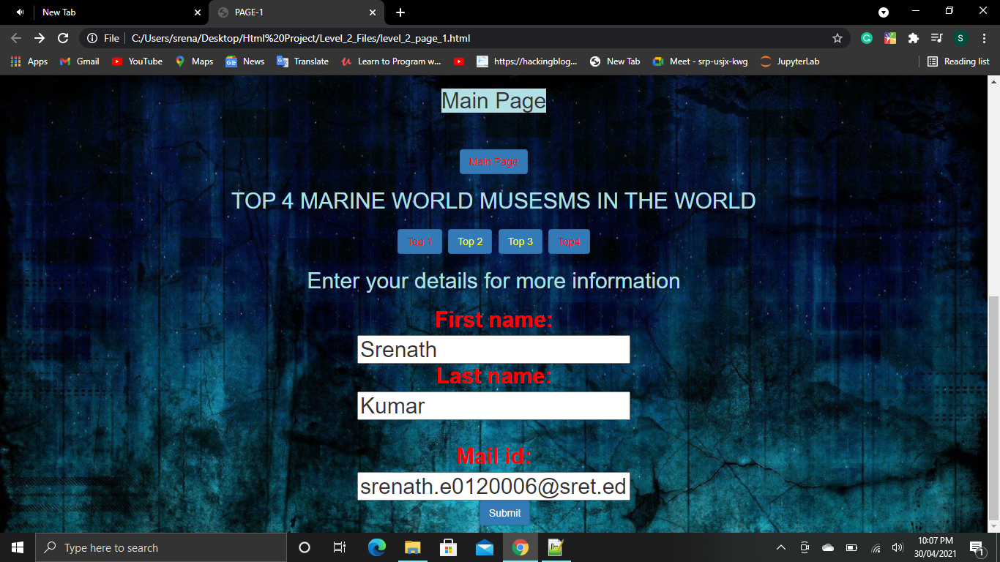 New Tab
PAGE-1
File
C:/Users/srena/Desktop/Html%20Project/Level_2_Files/level_2_page_1.html
S
Apps
Gmail
YouTube
Maps
News
Translate
Learn to Program w...
https://hackingblog...
New Tab
Meet - srp-usjx-kwg
JupyterLab
Reading list
Main Page
Main Page
TOP 4 MARINE WORLD MUSESMS IN THE WORLD
Top 1
Top 2
Top 3
Top4
Enter your details for more information
First name:
Srenath
Last name:
Kumar
Mail id:
srenath.e0120006@sret.ed
Submit
Type here to search
10:07 PM
30/04/2021
1